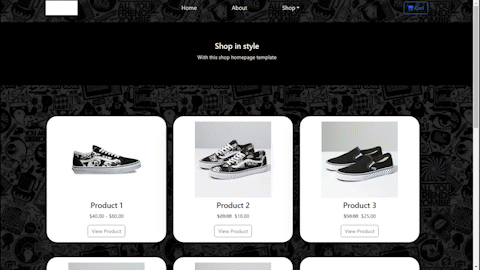 Home About Shop Cart
Shop in style
With this shop homepage template
Product 1 Product 2 Product 3
$40.00 - $80.00 $20.00 $18.00 $50.00 $25.00
View Product View Product View Product